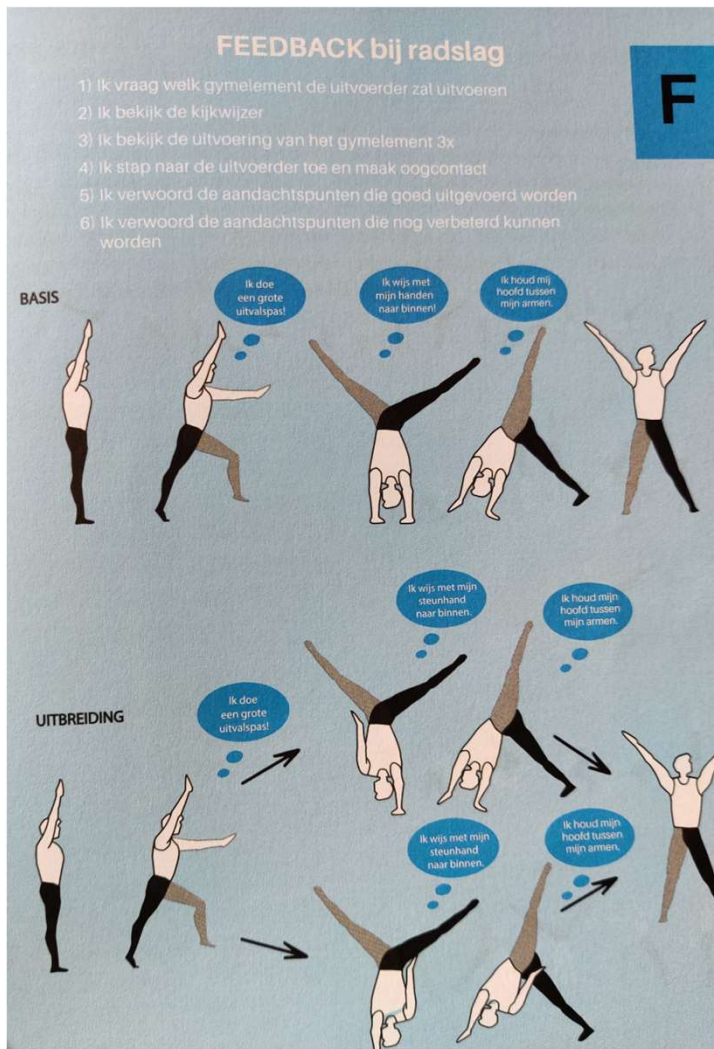 FEEDBACK bij radslag
F
1) Ik vraag welk gymelement de uitvoerder zal uitvoeren
2) Ik bekijk de kijkwijzer
3) Ik bekijk de uitvoering van het gymelement 3x
4) Ik stap naar de uitvoerder toe en maak oogcontact
5) Ik verwoord de aandachtspunten die goed uitgevoerd worden
6) Ik verwoord de aandachtspunten die nog verbeterd kunnen
worden
BASIS
Ik doe
een grote
uitvalspas!
Ik wijs met
mijn handen
naar binnen!
Ik houd mij
hoofd tussen
mijn armen.
UITBREIDING
Ik doe
een grote
uitvalspas!
Ik wijs met mijn
steunhand
naar binnen.
Ik houd mijn
hoofd tussen
mijn armen.
Ik wijs met mijn
steunhand
naar binnen.
Ik houd mijn
hoofd tussen
mijn armen.